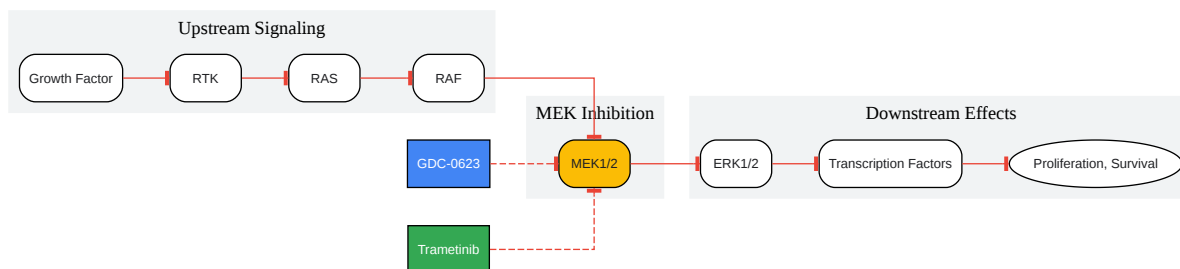 Upstream Signaling
Growth Factor
RTK
RAS
RAF
MEK Inhibition
Downstream Effects
GDC-0623
MEK1/2
ERK1/2
Transcription Factors
Proliferation, Survival
Trametinib